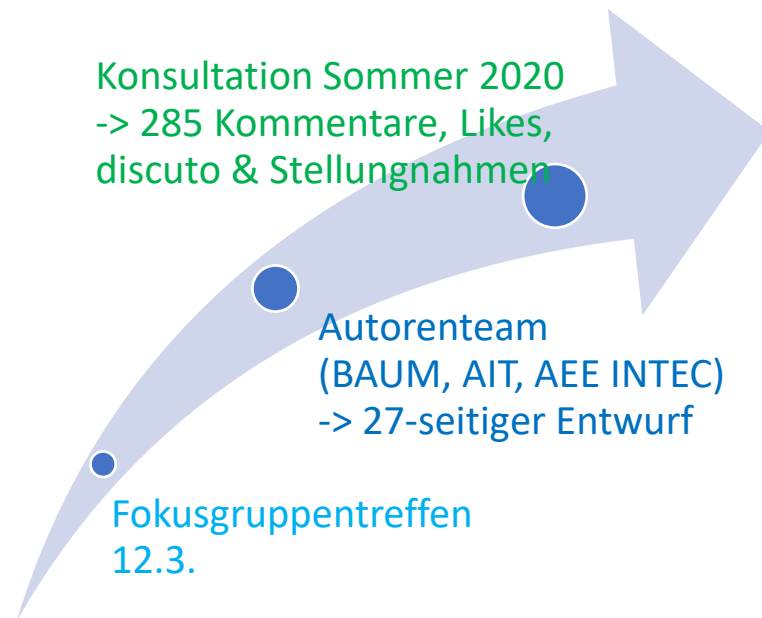 Konsultation Sommer 2020
-> 285 Kommentare, Likes,
discuto & Stellungnahmen
Autorenteam
(BAUM, AIT, AEE INTEC)
-> 27-seitiger Entwurf
Fokusgruppentreffen
12.3.